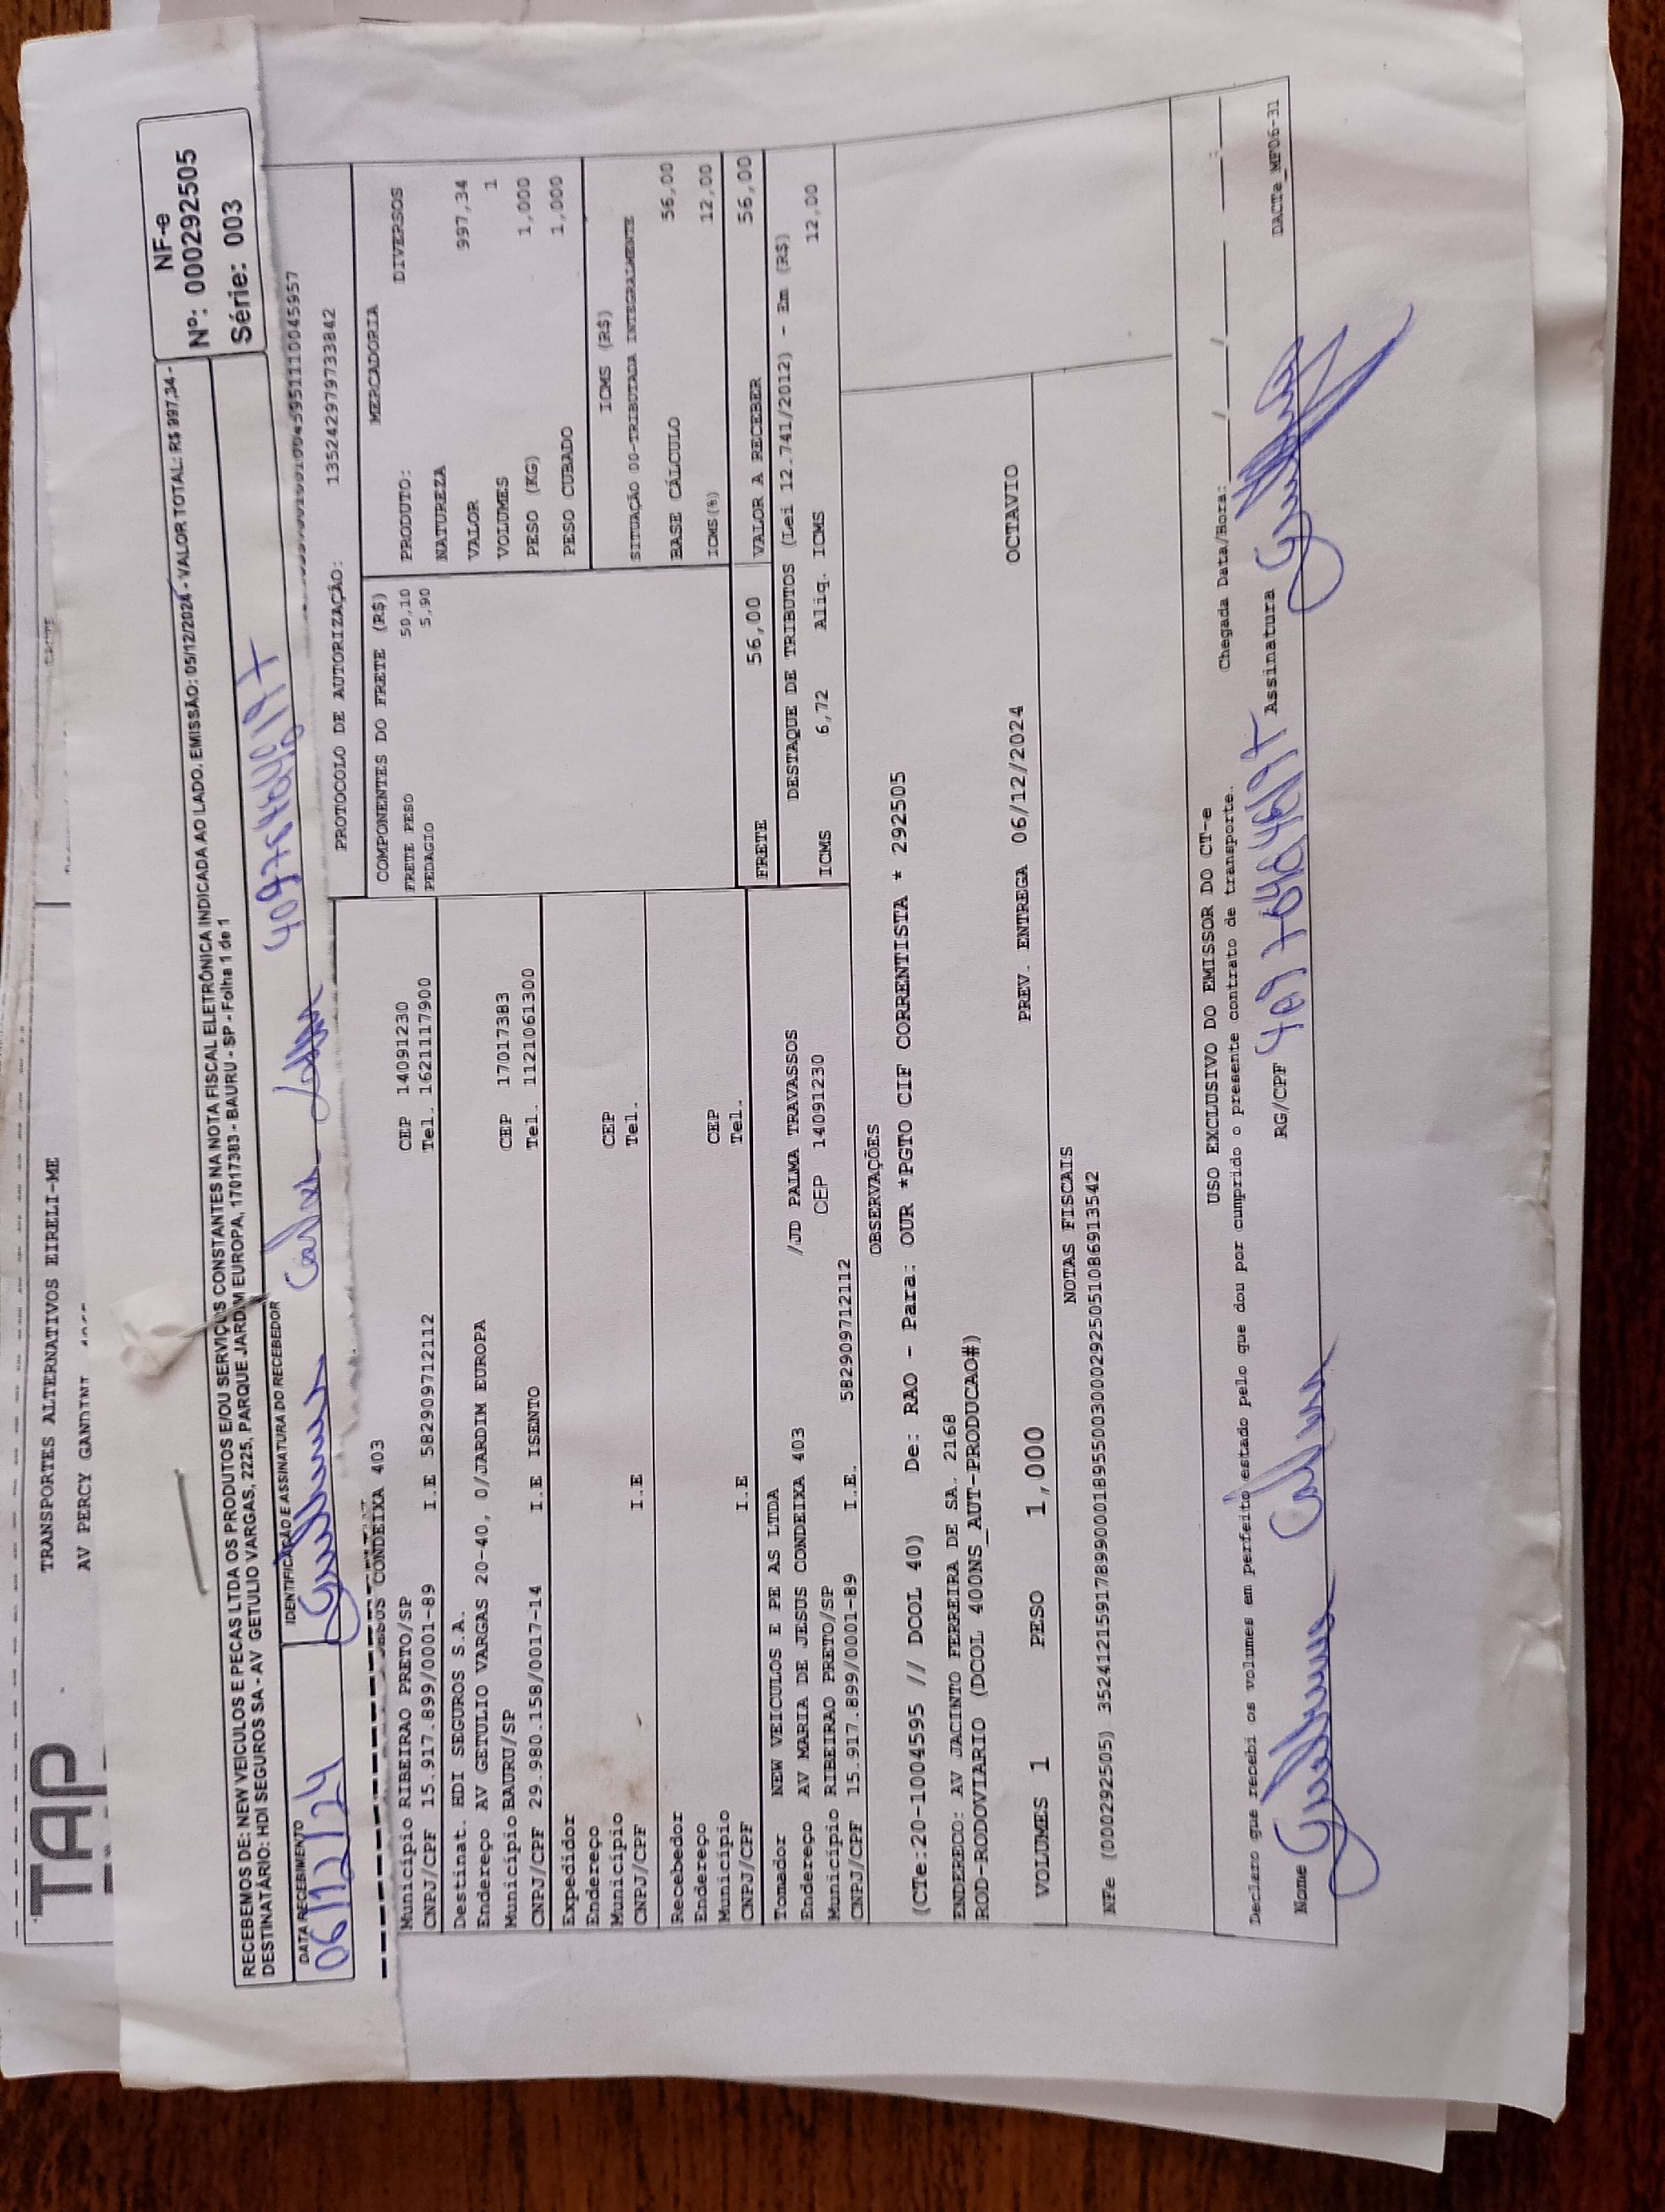 TRANSPORTES ALTERNATIVOS EIRELI-ME
TAP
AV PERCY GANDINI
RECEBEMOS DE: NEW VEICULOS E PECAS LTDA OS PRODUTOS E/OU SERVIÇOS CONSTANTES NA NOTA FISCAL ELETRÔNICA INDICADA AO LADO. EMISSÃO: 05/12/2024 - VALOR TOTAL: R$ 997,34 -
DESTINATÁRIO: HDI SEGUROS SA - AV GETULIO VARGAS, 2225, PARQUE JARDIM EUROPA, 17017383 - BAURU - SP - Folha 1 de 1
NF-e
Nº: 000292505
Série: 003
DATA RECEBIMENTO
06/12/24
IDENTIFICAÇÃO E ASSINATURA DO RECEBEDOR
Guilherme
PROTOCOLO DE AUTORIZAÇÃO: 135242979733842
CONDEIXA 403
Município RIBEIRAO PRETO/SP CEP 14091230
CNPJ/CPF 15.917.899/0001-89 I.E 582909712112 Tel. 1621117900
Destinat. HDI SEGUROS S.A.
Endereço AV GETULIO VARGAS 20-40, 0/JARDIM EUROPA
Município BAURU/SP CEP 17017383
CNPJ/CPF 29.980.158/0017-14 I.E ISENTO Tel. 1121061300
Expedidor
Endereço
Município CEP
CNPJ/CPF I.E Tel.
Recebedor
Endereço
Município CEP
CNPJ/CPF I.E Tel.
Tomador NEW VEICULOS E PE AS LTDA
Endereço AV MARIA DE JESUS CONDEIXA 403 /JD PALMA TRAVASSOS
Município RIBEIRAO PRETO/SP CEP 14091230
CNPJ/CPF 15.917.899/0001-89 I.E. 582909712112
COMPONENTES DO FRETE (R$)
FRETE PESO 50,10
PEDAGIO 5,90
MERCADORIA
PRODUTO: DIVERSOS
NATUREZA
VALOR 997,34
VOLUMES 1
PESO (KG) 1,000
PESO CUBADO 1,000
ICMS (R$)
SITUAÇÃO 00-TRIBUTADA INTEGRALMENTE
BASE CÁLCULO 56,00
ICMS(%) 12,00
FRETE 56,00 VALOR A RECEBER 56,00
DESTAQUE DE TRIBUTOS (Lei 12.741/2012) - Em (R$)
ICMS 6,72 Aliq. ICMS 12,00
OBSERVAÇÕES
(CTe:20-1004595 // DCOL 40) De: RAO - Para: OUR *PGTO CIF CORRENTISTA * 292505
ENDERECO: AV JACINTO FERREIRA DE SA. 2168
ROD-RODOVIARIO (DCOL 400NS_AUT-PRODUCAO#)
VOLUMES 1 PESO 1,000 PREV. ENTREGA 06/12/2024 OCTAVIO
NOTAS FISCAIS
NFe (000292505) 35241215917899000189550030002925051086913542
USO EXCLUSIVO DO EMISSOR DO CT-e
Declaro que recebi os volumes em perfeito estado pelo que dou por cumprido o presente contrato de transporte. Chegada Data/Hora: / / :
Nome Guilherme RG/CPF Assinatura
DACTe_MF06-31